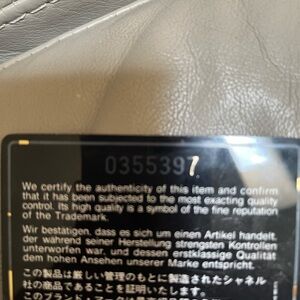 0355397
We certify the authenticity of this item and confirm
that it has been subjected to the most exacting quality
control. Its high quality is a symbol of the fine reputation
of the Trademark.
Wir bestätigen, dass es sich um einen Artikel handelt,
der während seiner Herstellung strengsten Kontrollen
unterworfen war, und dessen erstklassige Qualität
dem hohen Ansehen unserer Marke entspricht.
この製品は厳しい管理のもとに製造されたシャネル
社の商品であることを証明いたします。